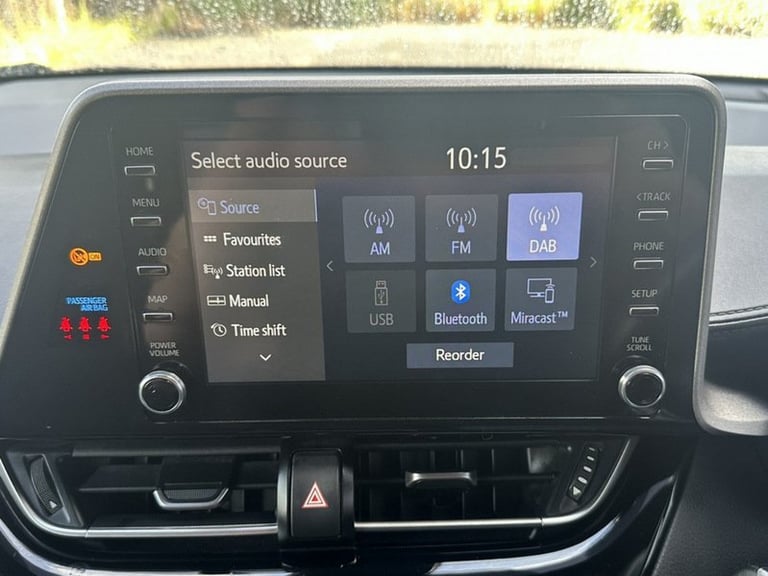 HOME
MENU
AUDIO
MAP
POWER
VOLUME
ON
PASSENGER
AIR BAG
Select audio source
10:15
Source
Favourites
Station list
Manual
Time shift
AM
FM
DAB
USB
Bluetooth
Miracast™
Reorder
CH >
< TRACK
PHONE
SETUP
TUNE
SCROLL